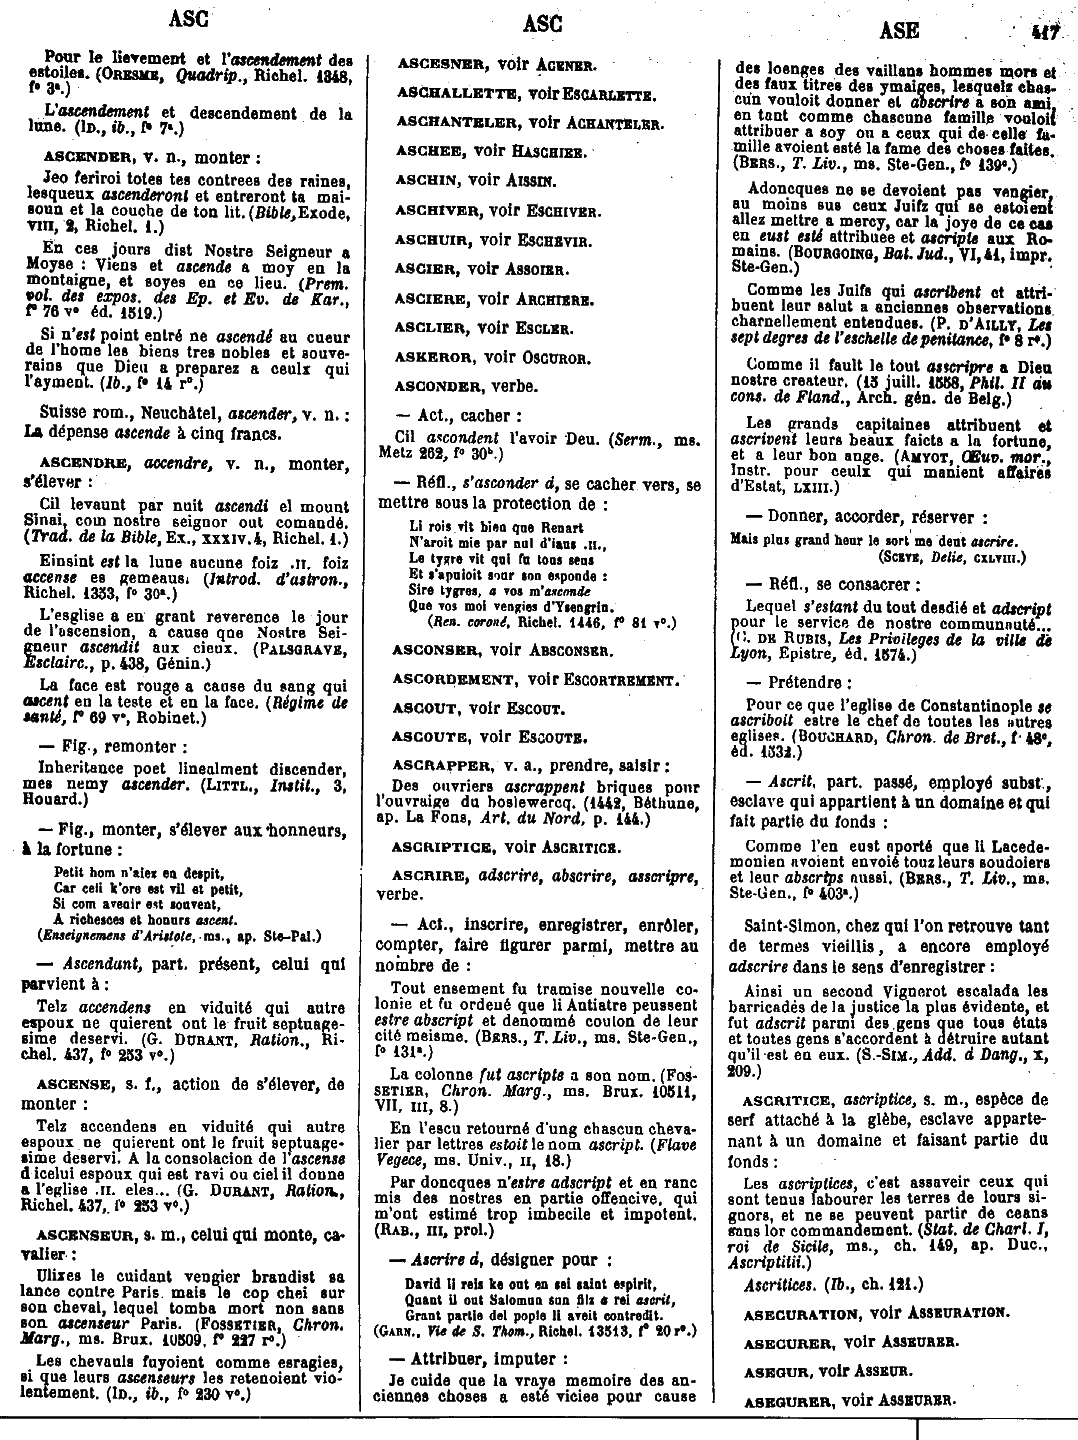 ASC
ASC
ASE
417
Pour le lievement et l'ascendement des
estoiles. (ORESME, Quadrip., Richel. 1348,
f° 3ª.)
L'ascendement et descendement de la
lune. (ID., ib., f° 7ª.)
ASCENDER, v. n., monter :
Jeo feriroi totes tes contrees des raines,
lesqueux ascenderont et entreront ta mai-
soun et la couche de ton lit. (Bible, Exode,
VIII, 2, Richel. 1.)
En ces jours dist Nostre Seigneur a
Moyse : Viens et ascende a moy en la
montaigne, et soyes en ce lieu. (Prem.
vol. des expos. des Ep. et Ev. de Kar.,
f° 76 v° éd. 1519.)
Si n'est point entré ne ascendé au cueur
de l'home les biens tres nobles et souve-
rains que Dieu a preparez a ceulx qui
l'ayment. (Ib., f° 14 r°.)
Suisse rom., Neuchâtel, ascender, v. n. :
La dépense ascende à cinq francs.
ASCENDRE, accendre, v. n., monter,
s'élever :
Cil levaunt par nuit ascendi el mount
Sinai, com nostre seignor out comandé.
(Trad. de la Bible, Ex., XXXIV, 4, Richel. 1.)
Einsint est la lune aucune foiz .II. foiz
accense es gemeaus. (Introd. d'astron.,
Richel. 1353, f° 30ª.)
L'esglise a en grant reverence le jour
de l'ascension, a cause que Nostre Sei-
gneur ascendit aux cieux. (PALSGRAVE,
Esclairc., p. 438, Génin.)
La face est rouge a cause du sang qui
ascent en la teste et en la face. (Régime de
santé, f° 69 v°, Robinet.)
— Fig., remonter :
Inheritance poet linealment discender,
mes nemy ascender. (LITTL., Instit., 3,
Houard.)
— Fig., monter, s'élever aux honneurs,
à la fortune :
Petit hom n'aiez en despit,
Car celi k'ore est vil et petit,
Si com avenir est souvent,
A richesces et honurs ascent.
(Enseignemens d'Aristote, ms., ap. Ste-Pal.)
— Ascendant, part. présent, celui qui
parvient à :
Telz accendens en viduité qui autre
espoux ne quierent ont le fruit septuage-
sime deservi. (G. DURANT, Ration., Ri-
chel. 437, f° 253 v°.)
ASCENSE, s. f., action de s'élever, de
monter :
Telz accendens en viduité qui autre
espoux ne quierent ont le fruit septuage-
sime deservi. A la consolacion de l'ascense
d icelui espoux qui est ravi ou ciel il donne
a l'eglise .II. eles... (G. DURANT, Ration.,
Richel. 437, f° 253 v°.)
ASCENSEUR, s. m., celui qui monte, ca-
valier :
Ulixes le cuidant vengier brandist sa
lance contre Paris mais le cop chei sur
son cheval, lequel tomba mort non sans
son ascenseur Paris. (FOSSETIER, Chron.
Marg., ms. Brux. 10509, f° 227 r°.)
Les chevauls fuyoient comme esragies,
si que leurs ascenseurs les retenoient vio-
lentement. (ID., ib., f° 230 v°.)
ASCESNER, voir ACENER.
ASCHALLETTE, voir ESCARLETTE.
ASCHANTELER, voir ACHANTELER.
ASCHEE, voir HASCHIEE.
ASCHIN, voir AISSIN.
ASCHIVER, voir ESCHIVER.
ASCHUIR, voir ESCHEVIR.
ASCIER, voir ASSOIER.
ASCIERE, voir ARCHIERE.
ASCLIER, voir ESCLER.
ASKEROR, voir OSCUROR.
ASCONDER, verbe.
— Act., cacher :
Cil ascondent l'avoir Deu. (Serm., ms.
Metz 262, f° 30ᵇ.)
— Réfl., s'asconder à, se cacher vers, se
mettre sous la protection de :
Li rois vit bien que Renart
N'aroit mie par nul d'iaus .II.,
Le tygre vit qui fu tous seus
Et s'apuioit sour son esponde :
Sire tygres, a vos m'asconde
Que vos moi vengies d'Ysengrin.
(Ren. coroné, Richel. 1446, f° 81 v°.)
ASCONSER, voir ABSCONSER.
ASCORDEMENT, voir ESCORTREMENT.
ASCOUT, voir ESCOUT.
ASCOUTE, voir ESCOUTE.
ASCRAPPER, v. a., prendre, saisir :
Des ouvriers ascrappent briques pour
l'ouvraige du boslewercq. (1442, Béthune,
ap. La Fons, Art. du Nord, p. 144.)
ASCRIPTICE, voir ASCRITICE.
ASCRIRE, adscrire, abscrire, asscripre,
verbe.
— Act., inscrire, enregistrer, enrôler,
compter, faire figurer parmi, mettre au
nombre de :
Tout ensement fu tramise nouvelle co-
lonie et fu ordené que li Antiatre peussent
estre abscript et denommé coulon de leur
cité meisme. (BERS., T. Liv., ms. Ste-Gen.,
f° 131ª.)
La colonne fut ascripte a son nom. (FOS-
SETIER, Chron. Marg., ms. Brux. 10511,
VII, III, 8.)
En l'escu retourné d'ung chascun cheva-
lier par lettres estoit le nom ascript. (Flave
Vegece, ms. Univ., II, 18.)
Par doncques n'estre adscript et en ranc
mis des nostres en partie offencive, qui
m'ont estimé trop imbecile et impotent.
(RAB., III, prol.)
— Ascrire à, désigner pour :
David li reis ke out en sei saint espirit,
Quant il out Salomun sun fils a rei ascrit,
Grant partie del pople li aveit contredit.
(GARN., Vie de S. Thom., Richel. 13513, f° 20 r°.)
— Attribuer, imputer :
Je cuide que la vraye memoire des an-
ciennes choses a esté viciee pour cause
des loenges des vaillans hommes mors et
des faux titres des ymaiges, lesquelz chas-
cun vouloit donner et abscrire a son ami,
en tant comme chascune famille vouloit
attribuer a soy ou a ceux qui de celle fa-
mille avoient esté la fame des choses faites.
(BERS., T. Liv., ms. Ste-Gen., f° 139ª.)
Adoncques ne se devoient pas vengier,
au moins sus ceux Juifz qui se estoient
allez mettre a mercy, car la joye de ce cas
en eust esté attribuee et ascripte aux Ro-
mains. (BOURGOING, Bat. Jud., VI, 41, impr.
Ste-Gen.)
Comme les Juifs qui ascribent et attri-
buent leur salut a anciennes observations
charnellement entendues. (P. D'AILLY, Les
sept degres de l'eschelle de penitance, f° 8 r°.)
Comme il fault le tout asscripre a Dieu
nostre createur. (15 juill. 1558, Phil. II au
cons. de Fland., Arch. gén. de Belg.)
Les grands capitaines attribuent et
ascrivent leurs beaux faicts a la fortune,
et a leur bon ange. (AMYOT, Œuv. mor.,
Instr. pour ceulx qui manient affaires
d'Estat, LXIII.)
— Donner, accorder, réserver :
Mais plus grand heur le sort me deut ascrire.
(SCEVE, Delie, CXLVIII.)
— Réfl., se consacrer :
Lequel s'estant du tout desdié et adscript
pour le service de nostre communauté...
(C. DE RUBIS, Les Privileges de la ville de
Lyon, Epistre, éd. 1574.)
— Prétendre :
Pour ce que l'eglise de Constantinople se
ascriboit estre le chef de toutes les autres
eglises. (BOUCHARD, Chron. de Bret., f° 48ᶜ,
éd. 1532.)
— Ascrit, part. passé, employé subst.,
esclave qui appartient à un domaine et qui
fait partie du fonds :
Comme l'en eust aporté que li Lacede-
monien avoient envoié touz leurs soudoiers
et leur abscrips aussi. (BERS., T. Liv., ms.
Ste-Gen., f° 403ª.)
Saint-Simon, chez qui l'on retrouve tant
de termes vieillis, a encore employé
adscrire dans le sens d'enregistrer :
Ainsi un second Vignerot escalada les
barricades de la justice la plus évidente, et
fut adscrit parmi des gens que tous états
et toutes gens s'accordent à détruire autant
qu'il est en eux. (S.-SIM., Add. à Dang., X,
209.)
ASCRITICE, ascriptice, s. m., espèce de
serf attaché à la glèbe, esclave apparte-
nant à un domaine et faisant partie du
fonds :
Les ascriptices, c'est assavoir ceux qui
sont tenus labourer les terres de lours si-
gnors, et ne se peuvent partir de ceans
sans lor commandement. (Stat. de Charl. I,
roi de Sicile, ms., ch. 149, ap. Duc.,
Ascriptitii.)
Ascritices. (Ib., ch. 121.)
ASECURATION, voir ASSEURATION.
ASECURER, voir ASSEURER.
ASEGUR, voir ASSEUR.
ASEGURER, voir ASSEURER.